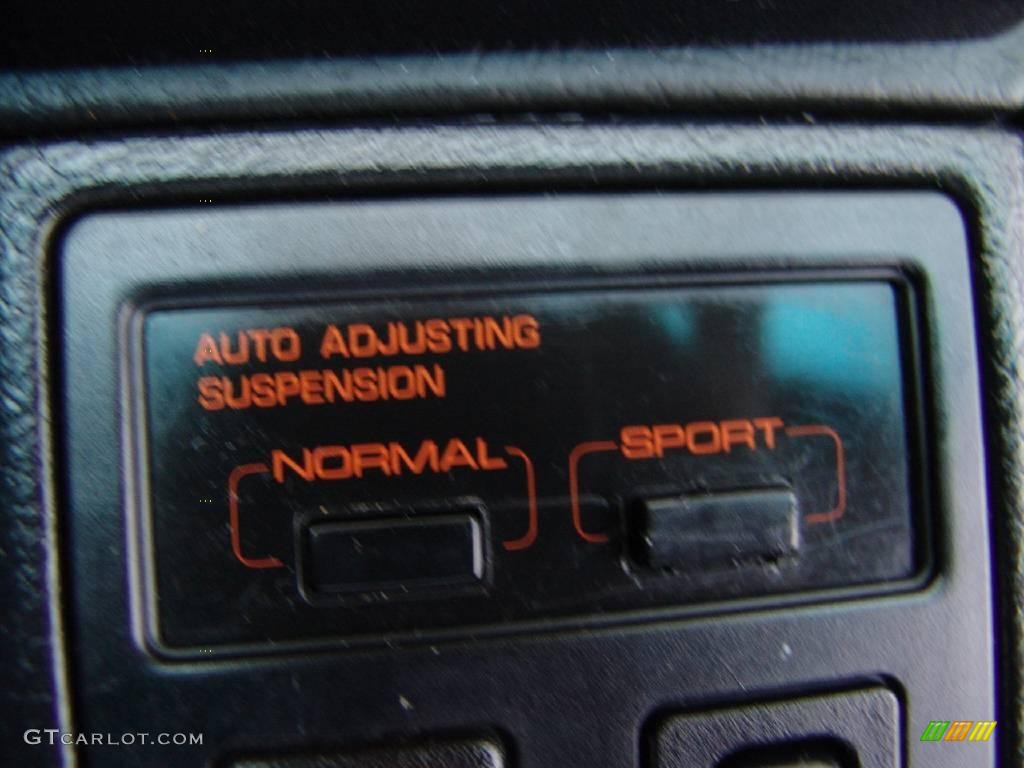 AUTO ADJUSTING
SUSPENSION
NORMAL
SPORT
GTCARLOT.COM